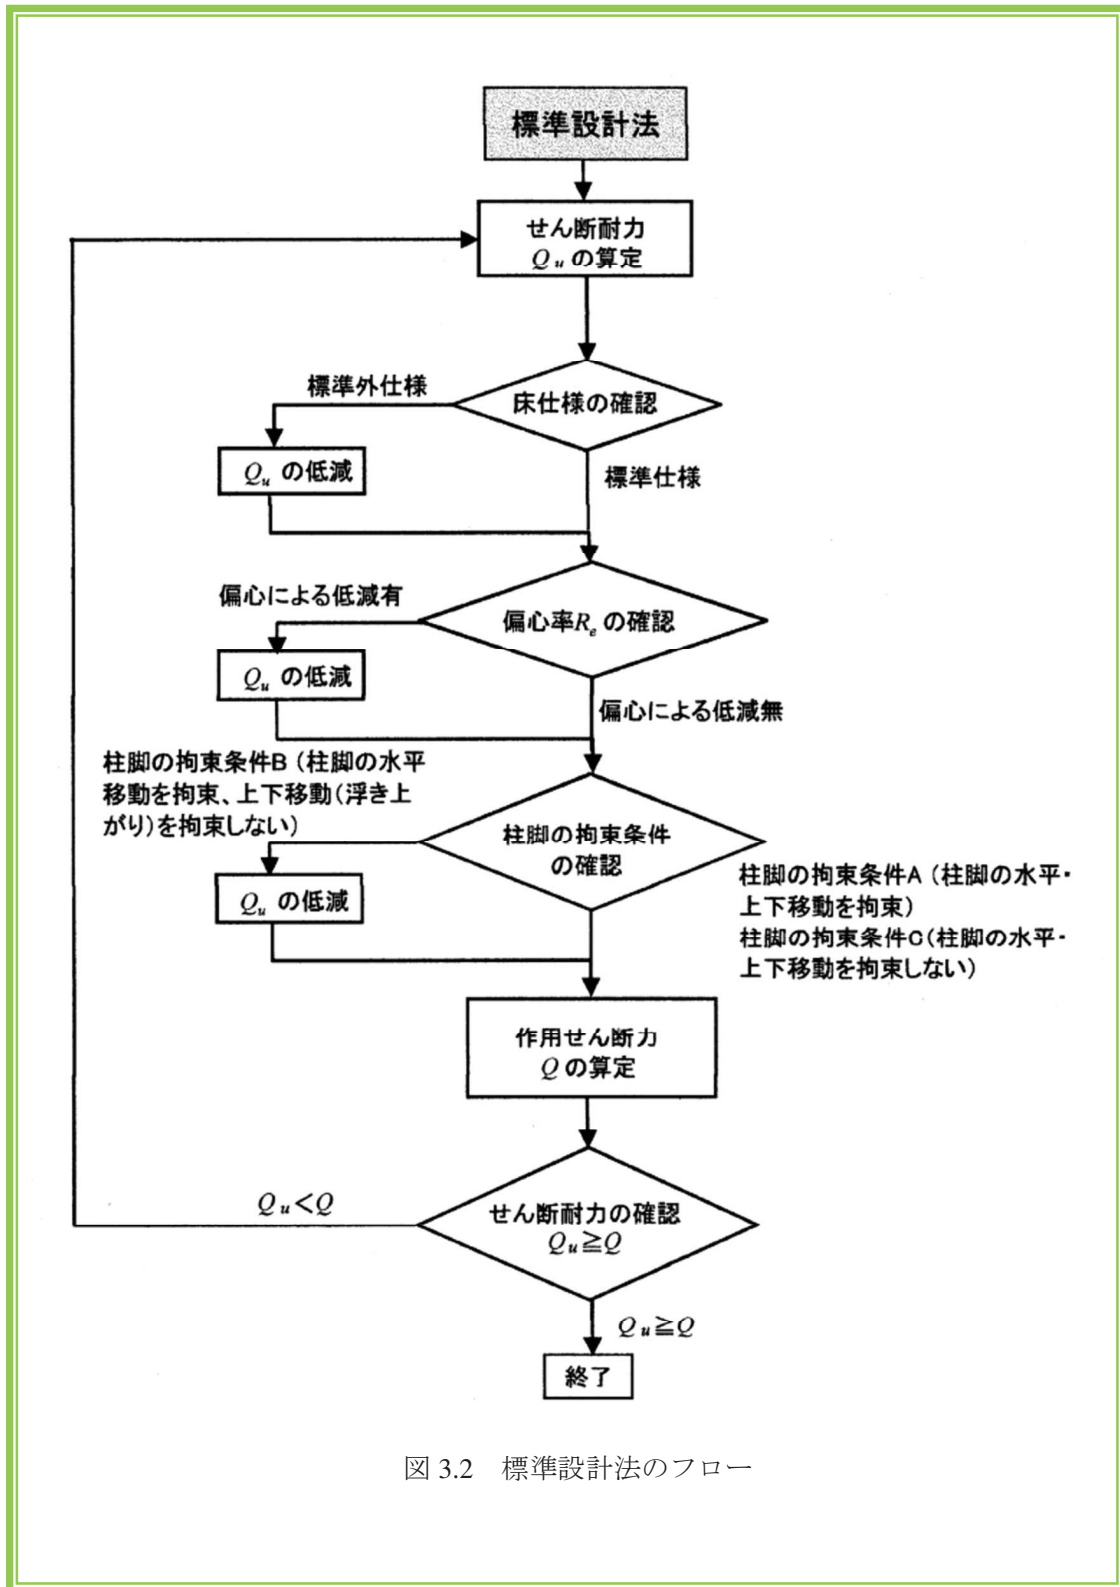 標準設計法
せん断耐力
Qu の算定
標準外仕様
床仕様の確認
Qu の低減
標準仕様
偏心による低減有
偏心率Re の確認
Qu の低減
偏心による低減無
柱脚の拘束条件B（柱脚の水平
移動を拘束、上下移動（浮き上
がり）を拘束しない）
柱脚の拘束条件
の確認
Qu の低減
柱脚の拘束条件A（柱脚の水平・
上下移動を拘束）
柱脚の拘束条件C（柱脚の水平・
上下移動を拘束しない）
作用せん断力
Q の算定
Qu＜Q
せん断耐力の確認
Qu≧Q
Qu≧Q
終了
図 3.2　標準設計法のフロー